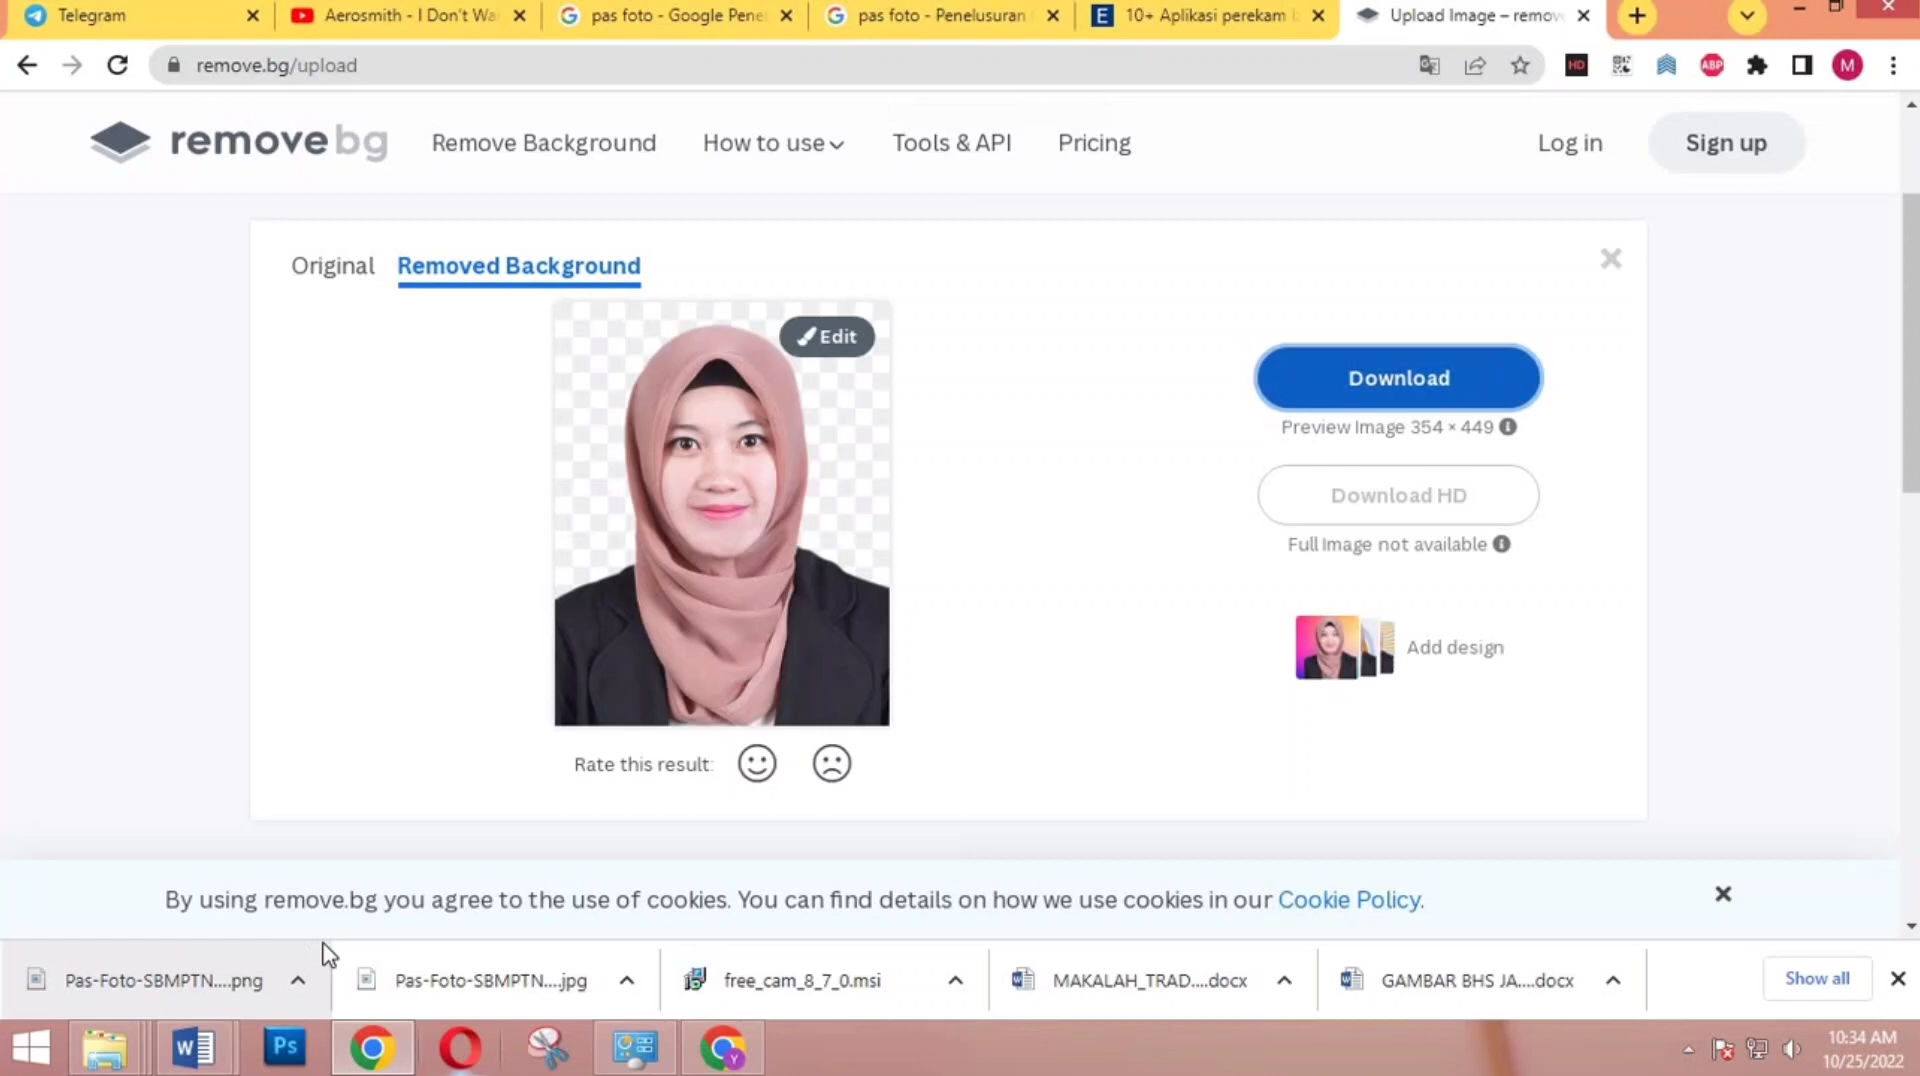 Telegram
Aerosmith - I Don't Wa
pas foto - Google Pene
pas foto - Penelusuran
10+ Aplikasi perekam
Upload Image – remov
remove.bg/upload
HD
ABP
M
removebg
Remove Background
How to use
Tools & API
Pricing
Log in
Sign up
Original
Removed Background
Edit
Download
Preview Image 354 × 449
Download HD
Full Image not available
Add design
Rate this result:
By using remove.bg you agree to the use of cookies. You can find details on how we use cookies in our Cookie Policy.
Pas-Foto-SBMPTN....png
Pas-Foto-SBMPTN....jpg
free_cam_8_7_0.msi
MAKALAH_TRAD....docx
GAMBAR BHS JA....docx
Show all
W
Ps
Y
10:34 AM
10/25/2022